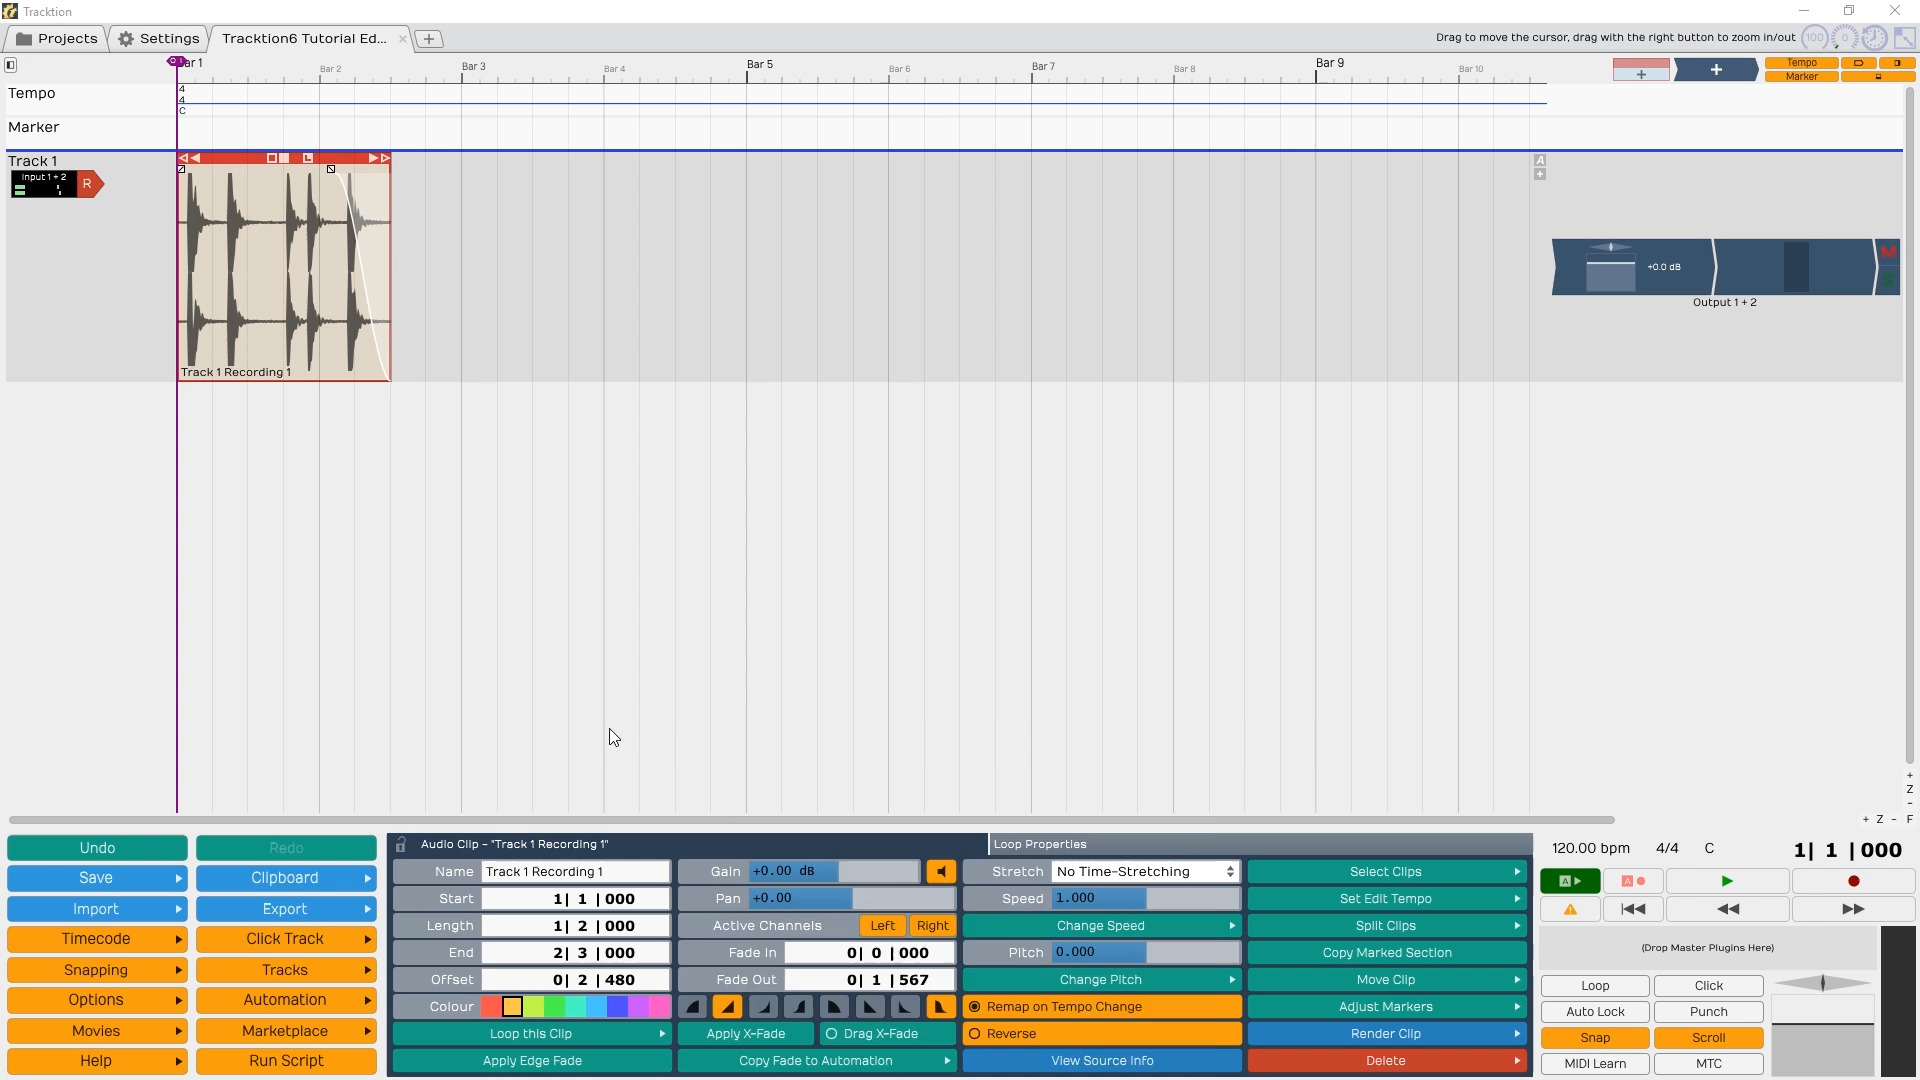 Tracktion
Projects
Settings
Tracktion6 Tutorial Ed...
Drag to move the cursor, drag with the right button to zoom in/out
100
0
Bar 1
Bar 2
Bar 3
Bar 4
Bar 5
Bar 6
Bar 7
Bar 8
Bar 9
Bar 10
Tempo
Marker
Tempo
4
4
C
Marker
Track 1
Input 1 + 2
R
L
A
Track 1 Recording 1
+0.0 dB
M
S
Output 1 + 2
+
Z
-
+ Z - F
Undo
Redo
Save
Clipboard
Import
Export
Timecode
Click Track
Snapping
Tracks
Options
Automation
Movies
Marketplace
Help
Run Script
Audio Clip - "Track 1 Recording 1"
Loop Properties
Name
Track 1 Recording 1
Start
1| 1 |000
Length
1| 2 |000
End
2| 3 |000
Offset
0| 2 |480
Colour
Loop this Clip
Apply Edge Fade
Gain
+0.00 dB
Pan
+0.00
Active Channels
Left
Right
Fade In
0| 0 |000
Fade Out
0| 1 |567
Apply X-Fade
Drag X-Fade
Copy Fade to Automation
Stretch
No Time-Stretching
Speed
1.000
Change Speed
Pitch
0.000
Change Pitch
Remap on Tempo Change
Reverse
View Source Info
Select Clips
Set Edit Tempo
Split Clips
Copy Marked Section
Move Clip
Adjust Markers
Render Clip
Delete
120.00 bpm
4/4
C
1| 1 |000
A
A
(Drop Master Plugins Here)
Loop
Click
Auto Lock
Punch
Snap
Scroll
MIDI Learn
MTC